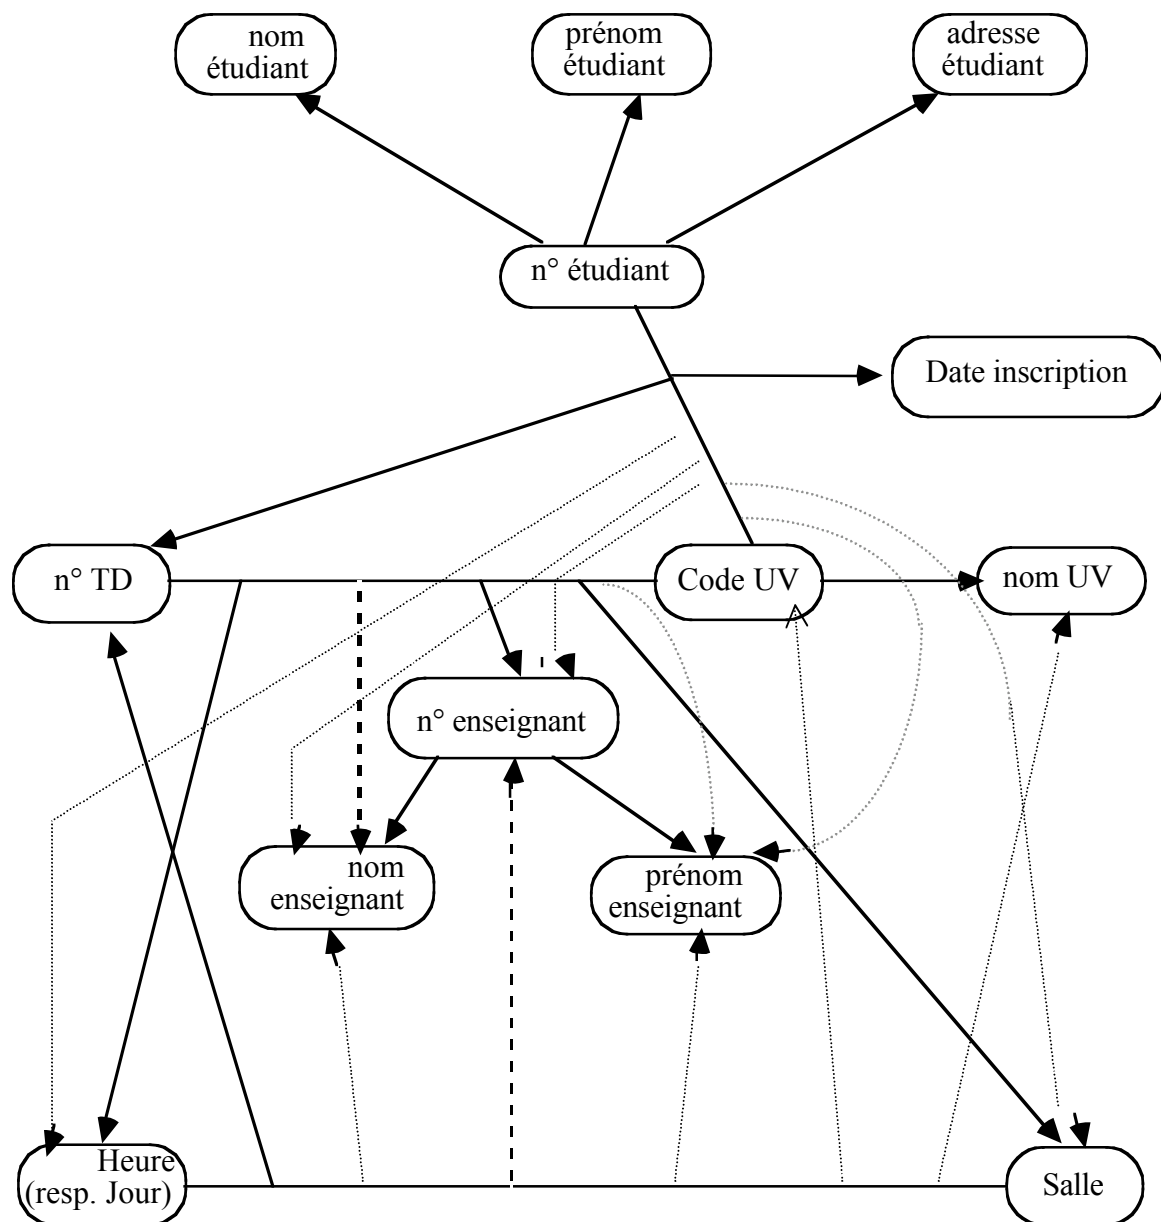 nom
étudiant
prénom
étudiant
adresse
étudiant
n° étudiant
Date inscription
n° TD
Code UV
nom UV
n° enseignant
nom
enseignant
prénom
enseignant
Heure
(resp. Jour)
Salle